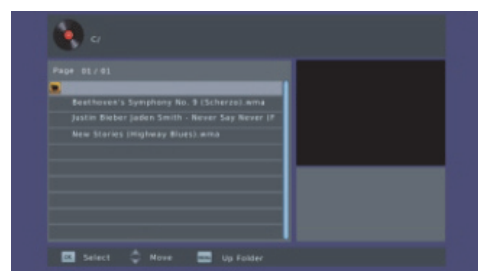 C/
Page 01/01
Beethoven's Symphony No. 9 (Scherzo).wma
Justin Bieber Jaden Smith - Never Say Never (F
New Stories (Highway Blues).wma
OK Select Move Up Folder